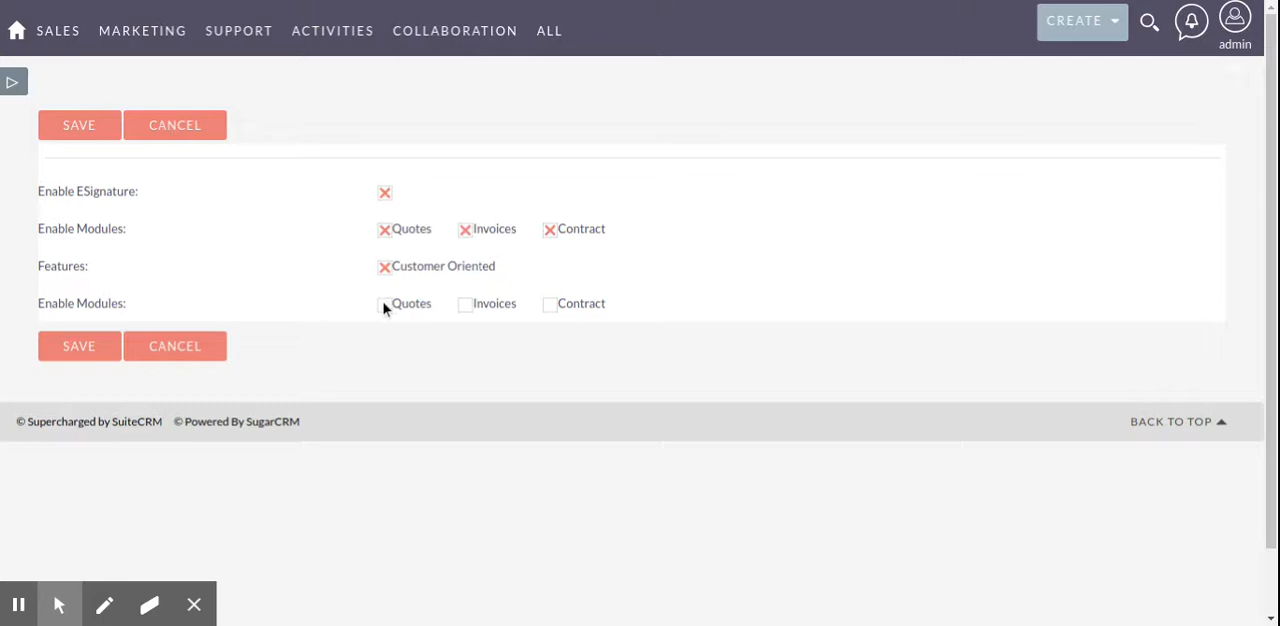 SALES MARKETING SUPPORT ACTIVITIES COLLABORATION ALL CREATE
admin
SAVE CANCEL
Enable ESignature:
Enable Modules: Quotes Invoices Contract
Features: Customer Oriented
Enable Modules: Quotes Invoices Contract
SAVE CANCEL
© Supercharged by SuiteCRM © Powered By SugarCRM BACK TO TOP